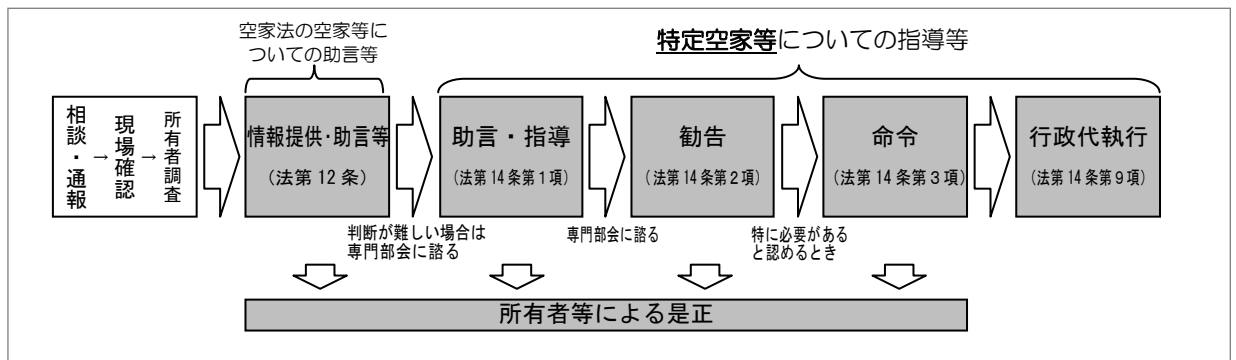 空家法の空家等に
ついての助言等
特定空家等についての指導等
相談・通報
→
現場確認
→
所有者調査
情報提供・助言等
(法第12条)
助言・指導
(法第14条第1項)
勧告
(法第14条第2項)
命令
(法第14条第3項)
行政代執行
(法第14条第9項)
判断が難しい場合は
専門部会に諮る
専門部会に諮る
特に必要がある
と認めるとき
所有者等による是正